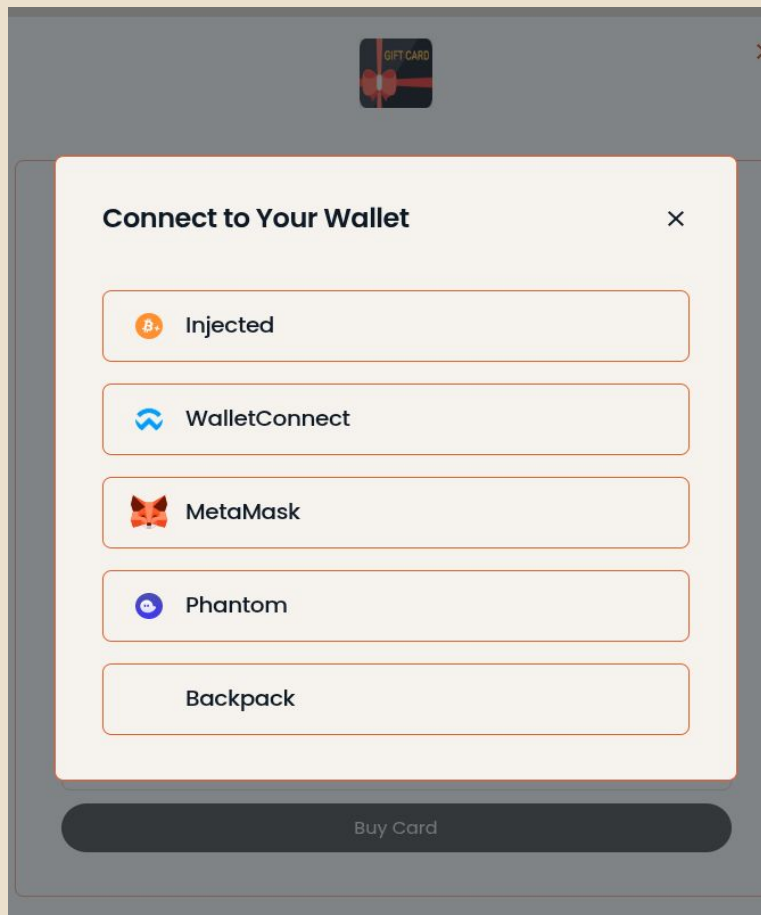 GIFT CARD
Connect to Your Wallet
Injected
WalletConnect
MetaMask
Phantom
Backpack
Buy Card